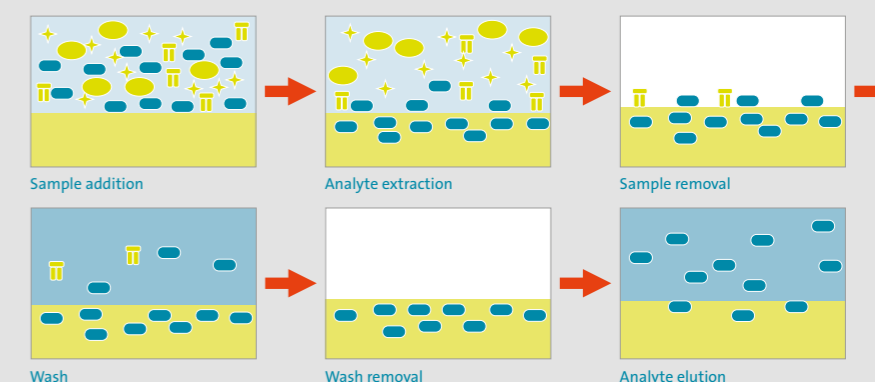 Sample addition
Analyte extraction
Sample removal
Wash
Wash removal
Analyte elution